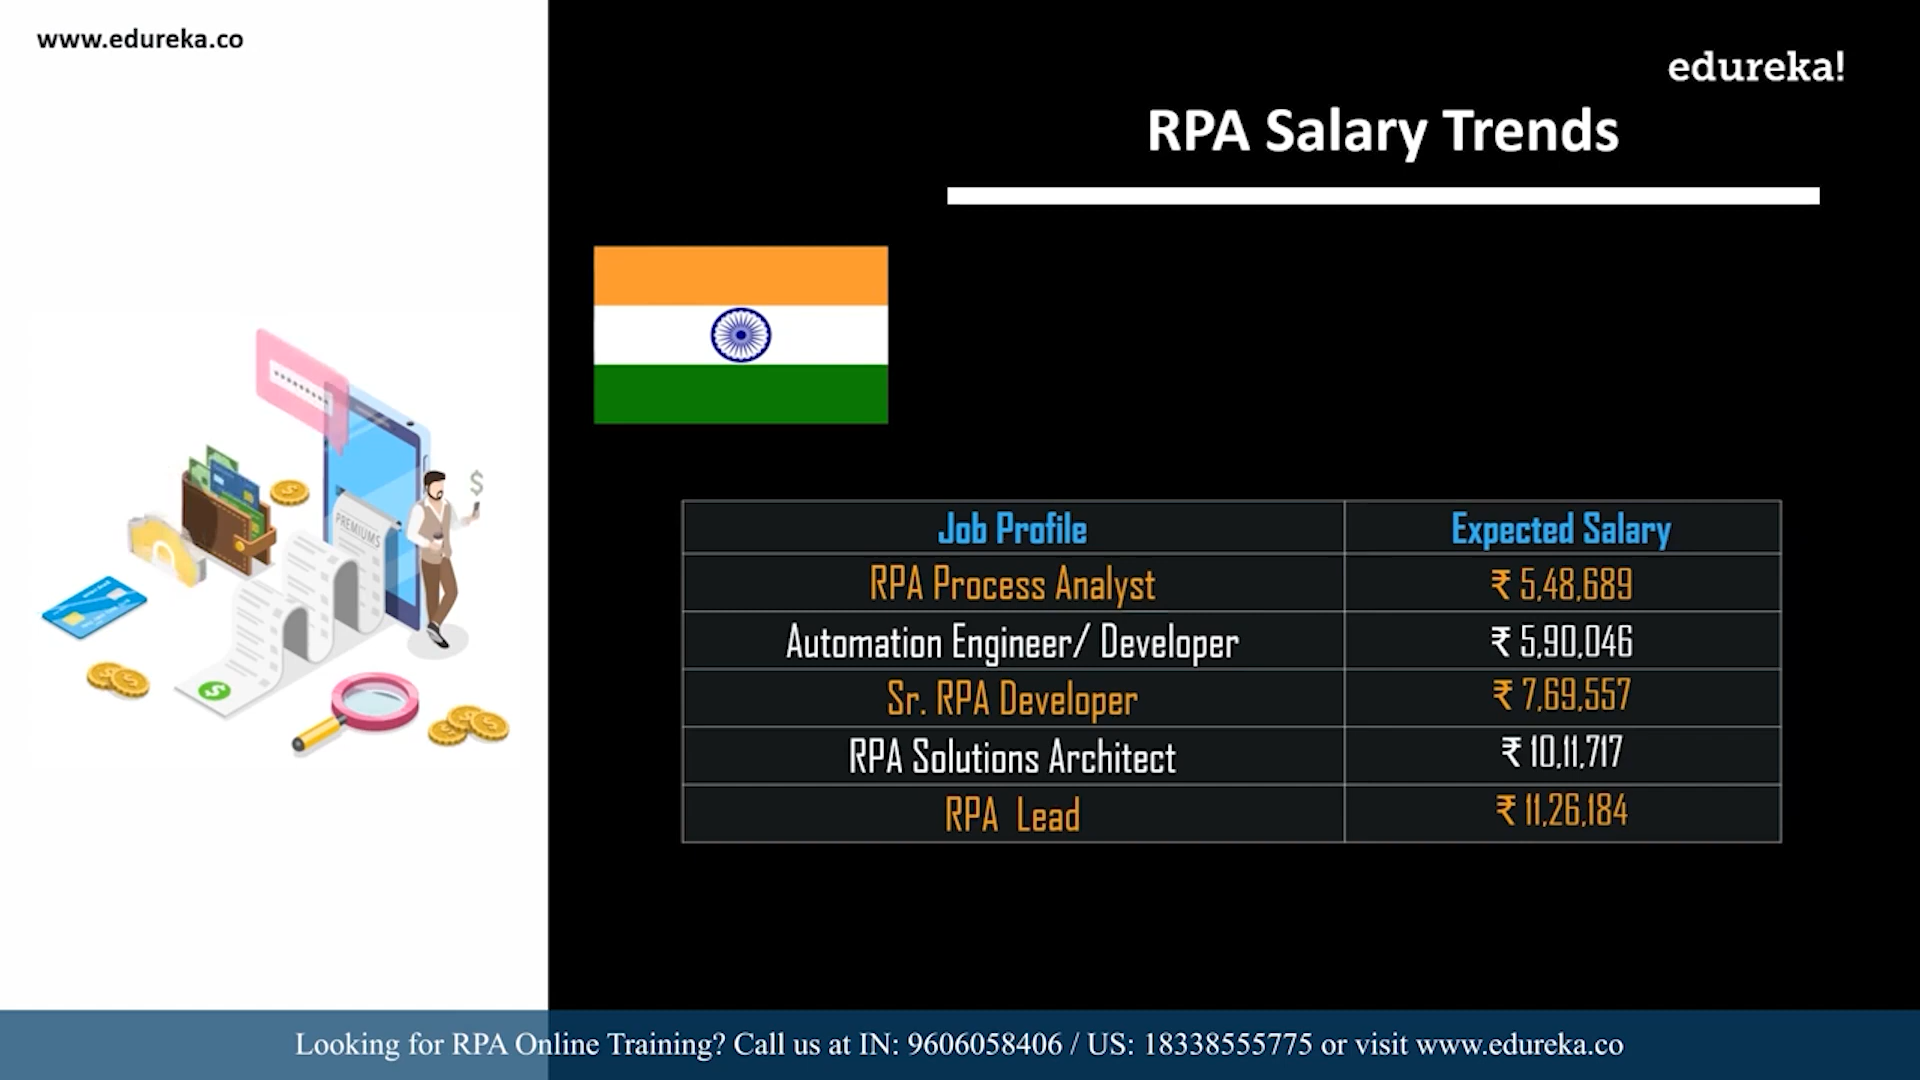 www.edureka.co
edureka!
RPA Salary Trends
PREMIUMS
Job Profile Expected Salary
RPA Process Analyst ₹ 5,48,689
Automation Engineer/ Developer ₹ 5,90,046
Sr. RPA Developer ₹ 7,69,557
RPA Solutions Architect ₹ 10,11,717
RPA Lead ₹ 11,26,184
Looking for RPA Online Training? Call us at IN: 9606058406 / US: 18338555775 or visit www.edureka.co